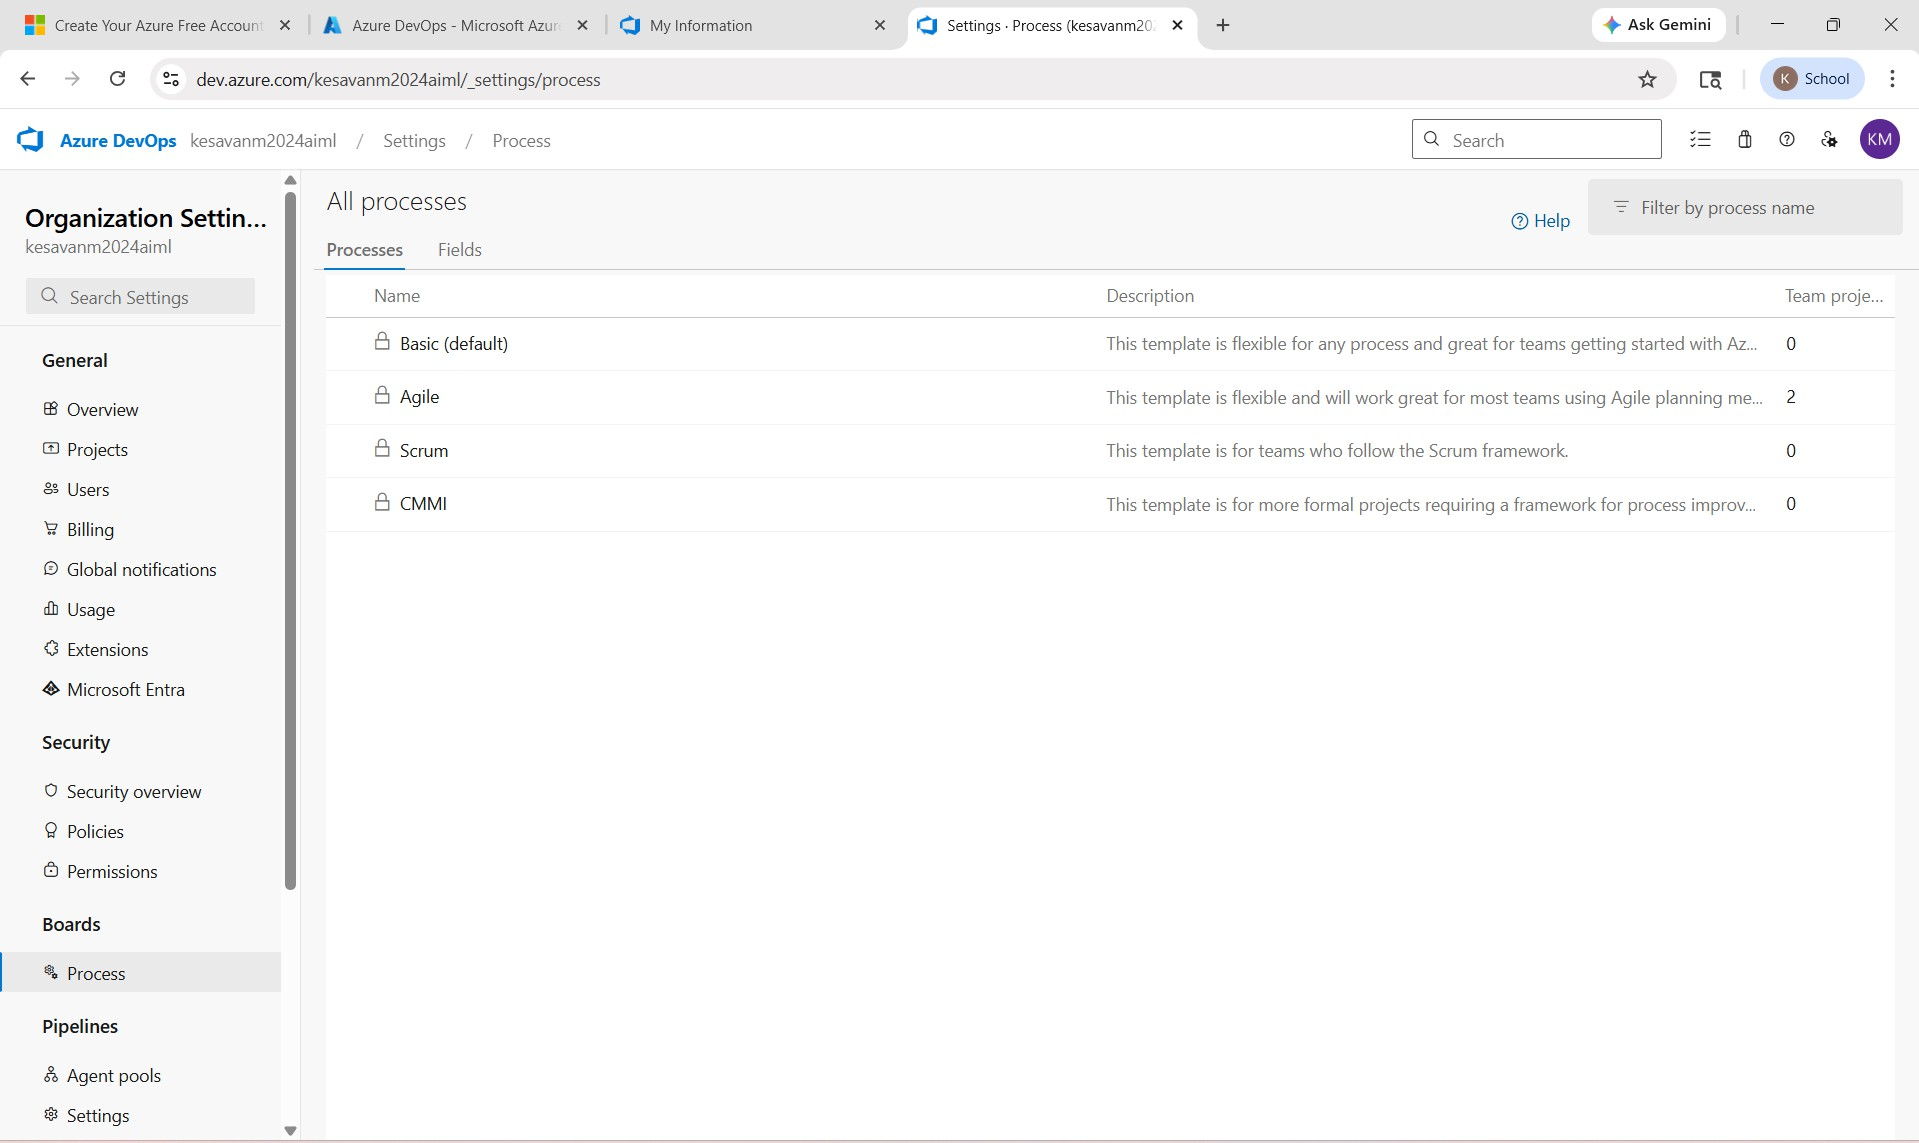 Create Your Azure Free Account
Azure DevOps - Microsoft Azur
My Information
Settings · Process (kesavanm202
Ask Gemini
dev.azure.com/kesavanm2024aiml/_settings/process
K School
Azure DevOps kesavanm2024aiml / Settings / Process
Search
KM
Organization Settin...
kesavanm2024aiml
Search Settings
General
Overview
Projects
Users
Billing
Global notifications
Usage
Extensions
Microsoft Entra
Security
Security overview
Policies
Permissions
Boards
Process
Pipelines
Agent pools
Settings
All processes
Help
Filter by process name
Processes Fields
Name Description Team proje...
Basic (default) This template is flexible for any process and great for teams getting started with Az... 0
Agile This template is flexible and will work great for most teams using Agile planning me... 2
Scrum This template is for teams who follow the Scrum framework. 0
CMMI This template is for more formal projects requiring a framework for process improv... 0